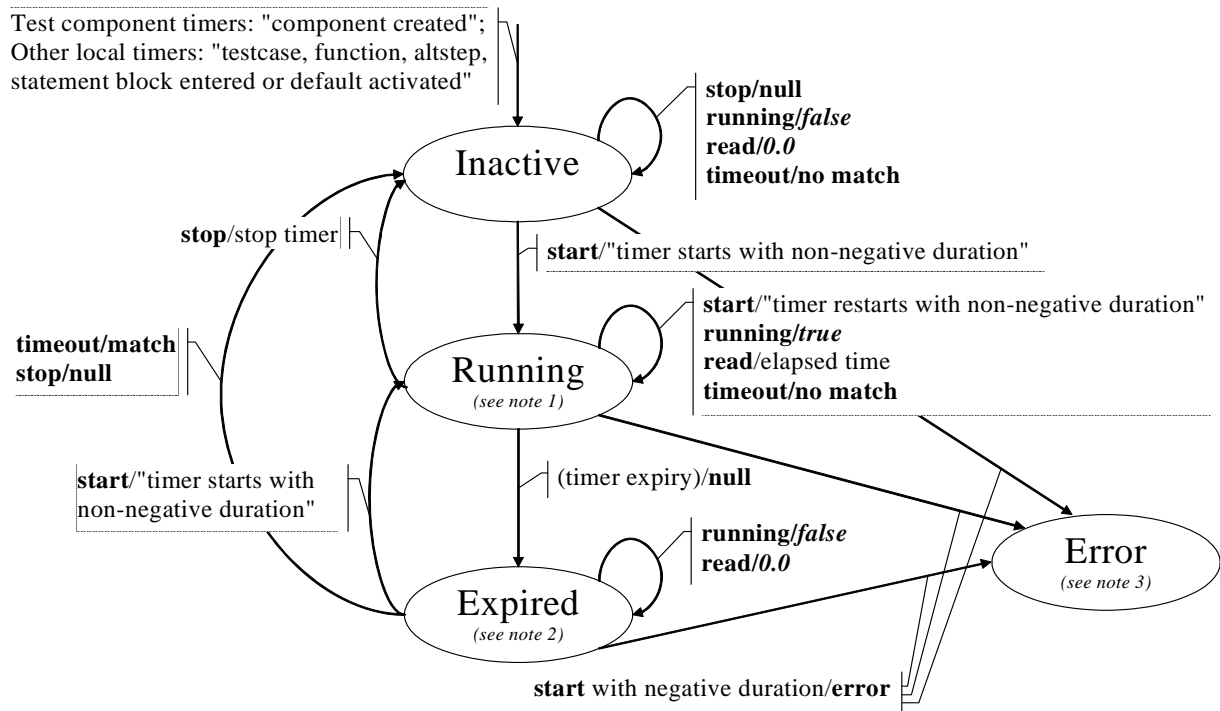 Test component timers: "component created";
Other local timers: "testcase, function, altstep,
statement block entered or default activated"
stop/null
running/false
read/0.0
timeout/no match
Inactive
stop/stop timer
start/"timer starts with non-negative duration"
start/"timer restarts with non-negative duration"
running/true
read/elapsed time
timeout/no match
timeout/match
stop/null
Running
(see note 1)
start/"timer starts with
non-negative duration"
(timer expiry)/null
running/false
read/0.0
Error
(see note 3)
Expired
(see note 2)
start with negative duration/error